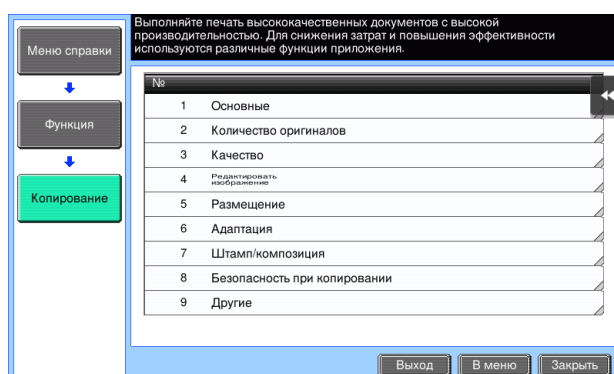 Выполняйте печать высококачественных документов с высокой
производительностью. Для снижения затрат и повышения эффективности
используются различные функции приложения.
Меню справки
Функция
Копирование
№
1 Основные
2 Количество оригиналов
3 Качество
4 Редактировать
изображение
5 Размещение
6 Адаптация
7 Штамп/композиция
8 Безопасность при копировании
9 Другие
Выход В меню Закрыть